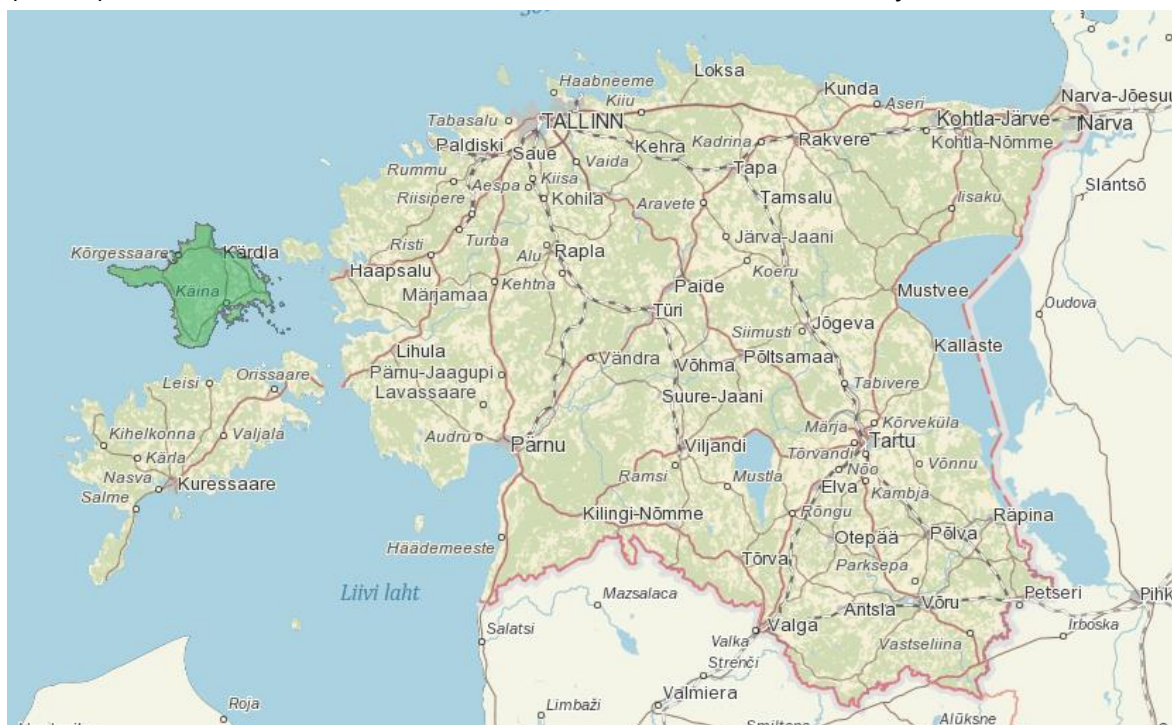 Loksa
Haabneeme
Kunda
Aseri
Kiiu
Narva-Jõesuu
Tabasalu
TALLINN
Kohtla-Järve
Narva
Paldiski
Saue
Kehra
Kadrina
Rakvere
Kohtla-Nõmme
Rummu
Vaida
Tapa
Aespa
Kiisa
Slantsõ
Riisipere
Kohila
Aravete
Tamsalu
Iisaku
Kõrgessaare
Kärdla
Risti
Turba
Alu
Rapla
Järva-Jaani
Haapsalu
Koeru
Käina
Märjamaa
Kehtna
Paide
Mustvee
Oudova
Türi
Siimusti
Jõgeva
Kallaste
Lihula
Vändra
Võhma
Põltsamaa
Pärnu-Jaagupi
Leisi
Orissaare
Lavassaare
Suure-Jaani
Tabivere
Kõrveküla
Kihelkonna
Valjala
Audru
Pärnu
Viljandi
Märja
Tartu
Kärla
Tõrvandi
Ramsi
Nõo
Võnnu
Nasva
Kuressaare
Mustla
Elva
Kambja
Salme
Kilingi-Nõmme
Rõngu
Räpina
Häädemeeste
Otepää
Põlva
Tõrva
Parksepa
Liivi laht
Mazsalaca
Antsla
Võru
Petseri
Pihk
Salatsi
Valka
Valga
Vastseliina
Irboska
Strenči
Valmiera
Roja
Limbaži
Smiltene
Alūksne